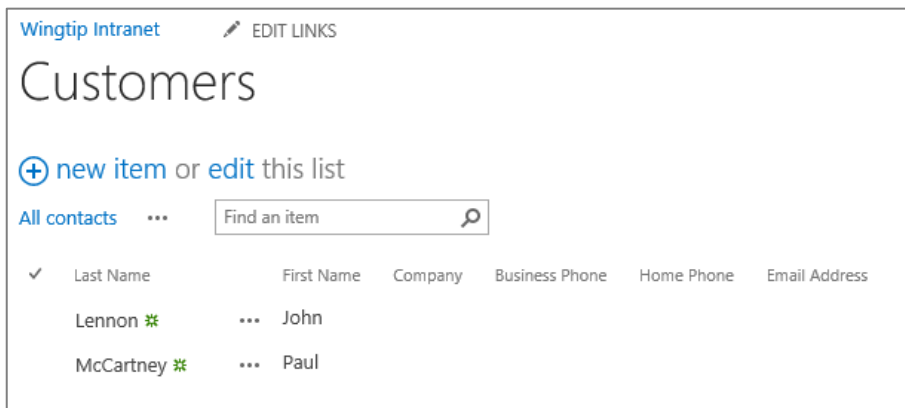 Wingtip Intranet EDIT LINKS
Customers
new item or edit this list
All contacts ••• Find an item
Last Name First Name Company Business Phone Home Phone Email Address
Lennon ••• John
McCartney ••• Paul